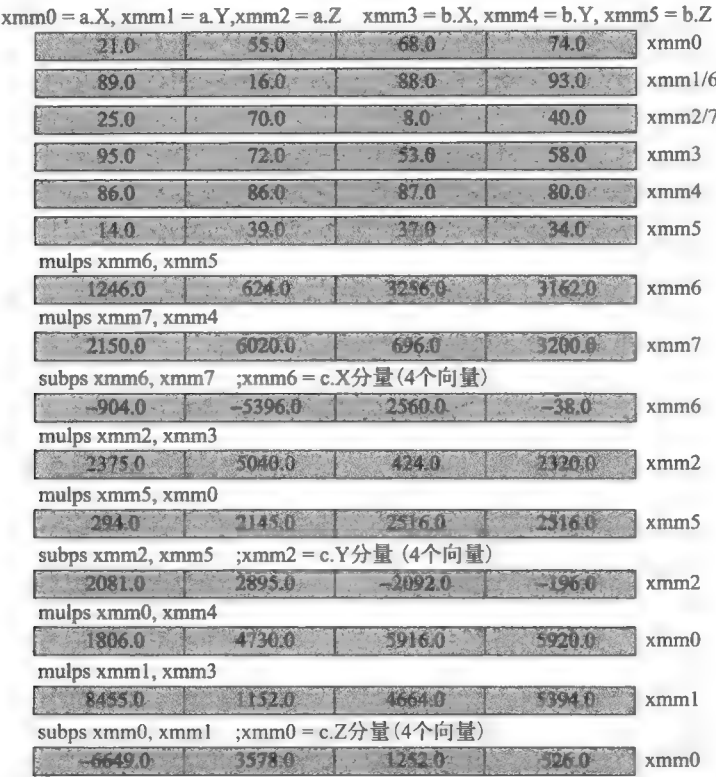 xmm0 = a.X, xmm1 = a.Y,xmm2 = a.Z xmm3 = b.X, xmm4 = b.Y, xmm5 = b.Z
21.0 55.0 68.0 74.0 xmm0
89.0 16.0 88.0 93.0 xmm1/6
25.0 70.0 8.0 40.0 xmm2/7
95.0 72.0 53.0 58.0 xmm3
86.0 86.0 87.0 80.0 xmm4
14.0 39.0 37.0 34.0 xmm5
mulps xmm6, xmm5
1246.0 624.0 3256.0 3162.0 xmm6
mulps xmm7, xmm4
2150.0 6020.0 696.0 3200.0 xmm7
subps xmm6, xmm7 ;xmm6 = c.X分量(4个向量)
-904.0 -5396.0 2560.0 -38.0 xmm6
mulps xmm2, xmm3
2375.0 5040.0 424.0 2320.0 xmm2
mulps xmm5, xmm0
294.0 2145.0 2516.0 2516.0 xmm5
subps xmm2, xmm5 ;xmm2 = c.Y分量(4个向量)
2081.0 2895.0 -2092.0 -196.0 xmm2
mulps xmm0, xmm4
1806.0 4730.0 5916.0 5920.0 xmm0
mulps xmm1, xmm3
8455.0 1152.0 4664.0 5394.0 xmm1
subps xmm0, xmm1 ;xmm0 = c.Z分量(4个向量)
-6649.0 3578.0 1252.0 526.0 xmm0